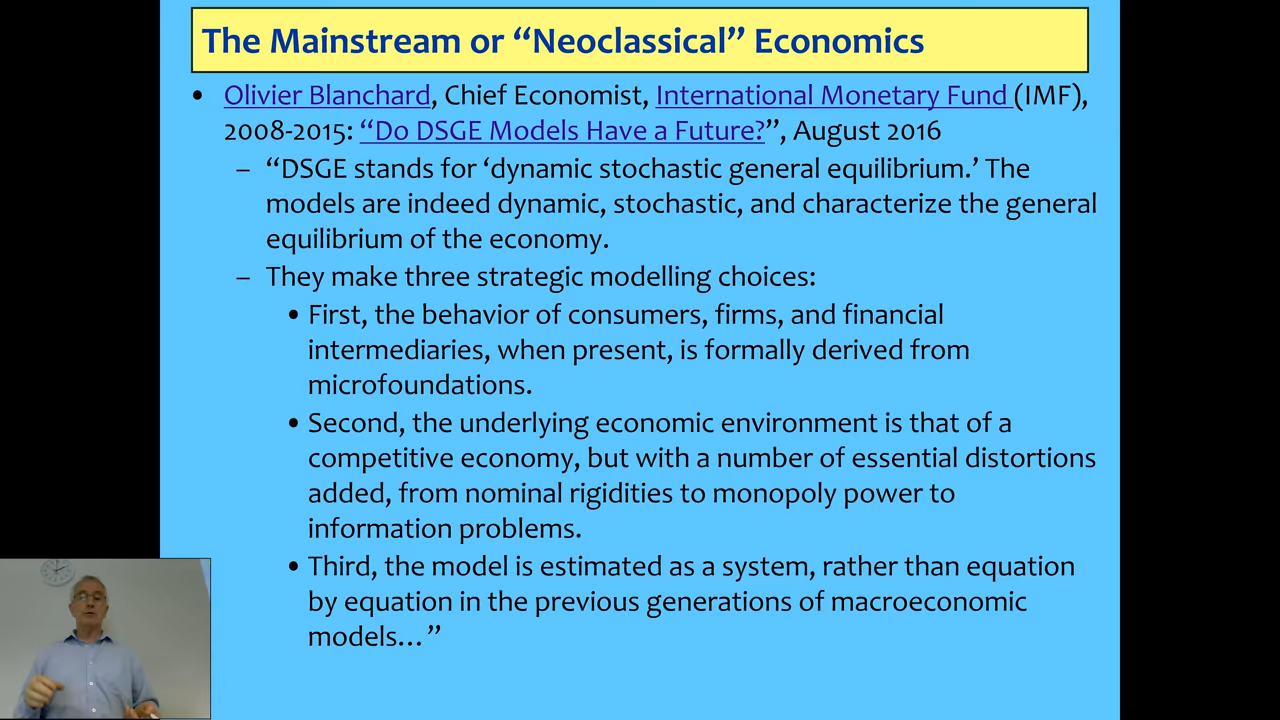 The Mainstream or “Neoclassical” Economics
• Olivier Blanchard, Chief Economist, International Monetary Fund (IMF),
2008-2015: “Do DSGE Models Have a Future?”, August 2016
– “DSGE stands for ‘dynamic stochastic general equilibrium.’ The
models are indeed dynamic, stochastic, and characterize the general
equilibrium of the economy.
– They make three strategic modelling choices:
• First, the behavior of consumers, firms, and financial
intermediaries, when present, is formally derived from
microfoundations.
• Second, the underlying economic environment is that of a
competitive economy, but with a number of essential distortions
added, from nominal rigidities to monopoly power to
information problems.
• Third, the model is estimated as a system, rather than equation
by equation in the previous generations of macroeconomic
models…”